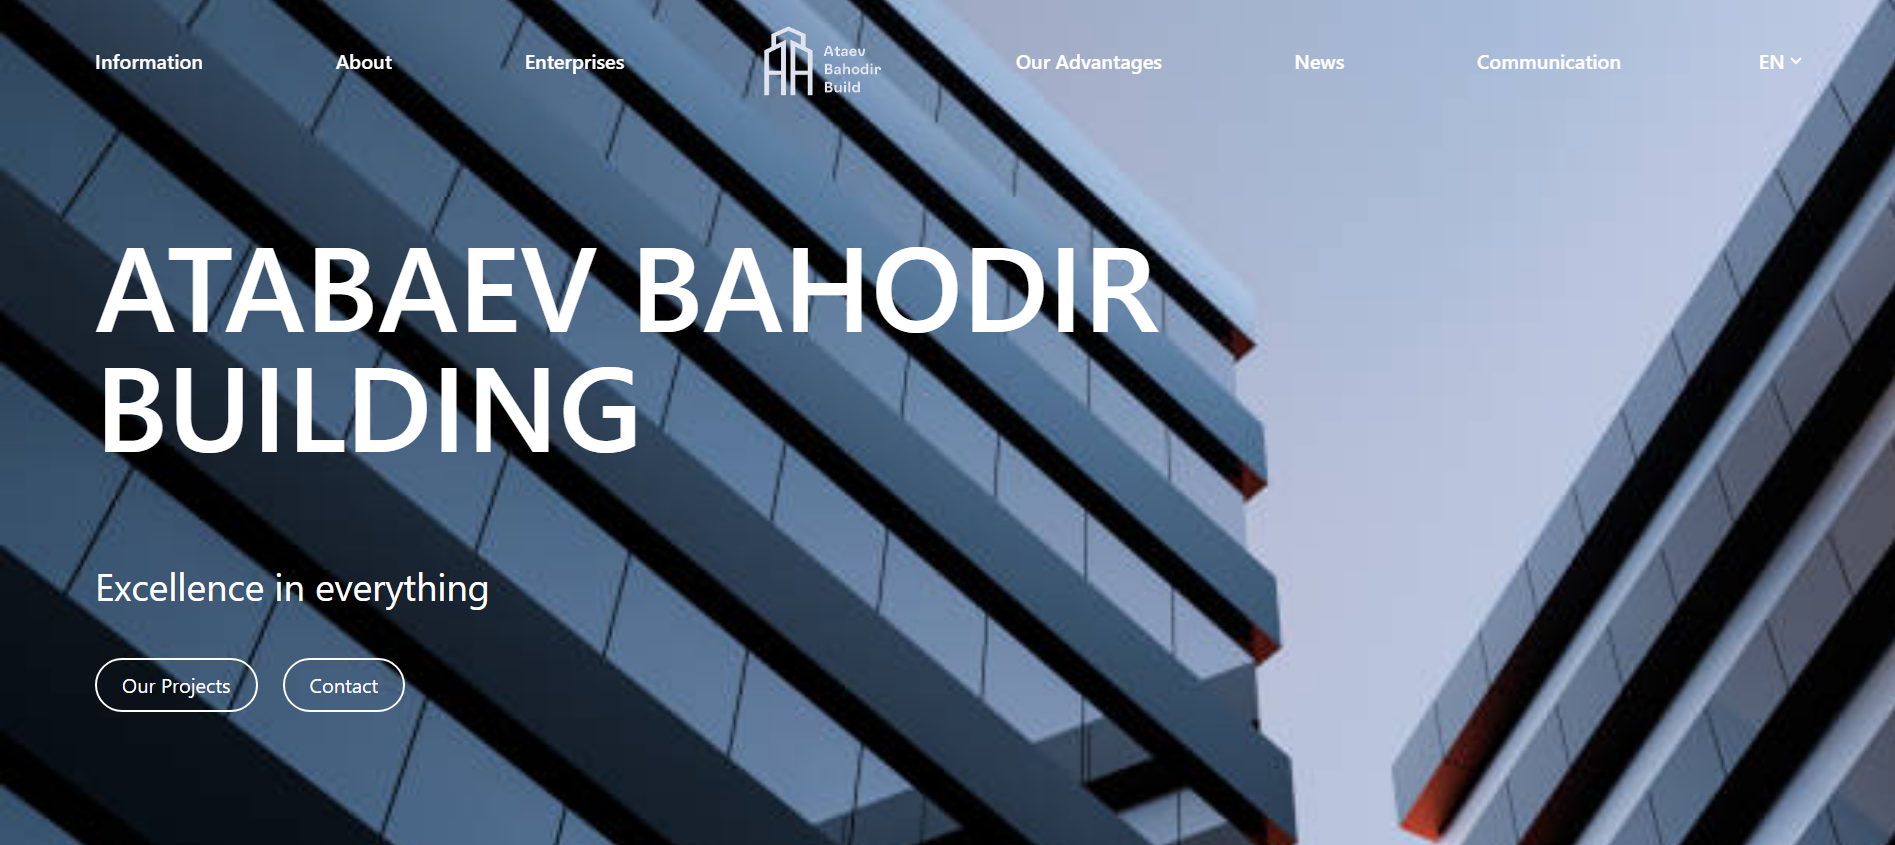 Information
About
Enterprises
Ataev
Bahodir
Build
Our Advantages
News
Communication
EN
ATABAEV BAHODIR
BUILDING
Excellence in everything
Our Projects
Contact